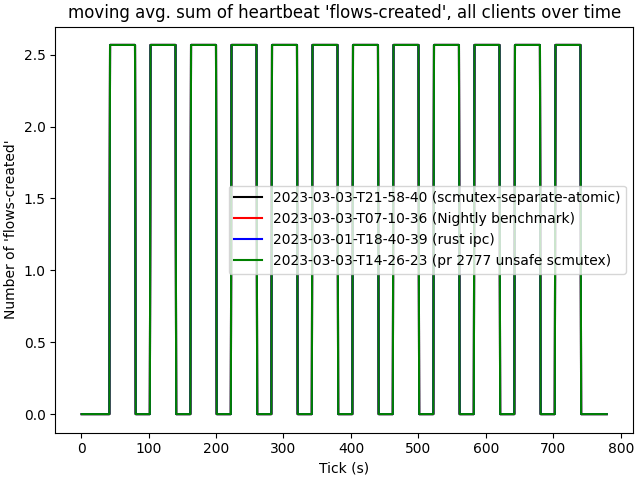 moving avg. sum of heartbeat 'flows-created', all clients over time
Number of 'flows-created'
2.5
2.0
1.5
1.0
0.5
0.0
2023-03-03-T21-58-40 (scmutex-separate-atomic)
2023-03-03-T07-10-36 (Nightly benchmark)
2023-03-01-T18-40-39 (rust ipc)
2023-03-03-T14-26-23 (pr 2777 unsafe scmutex)
0 100 200 300 400 500 600 700 800
Tick (s)